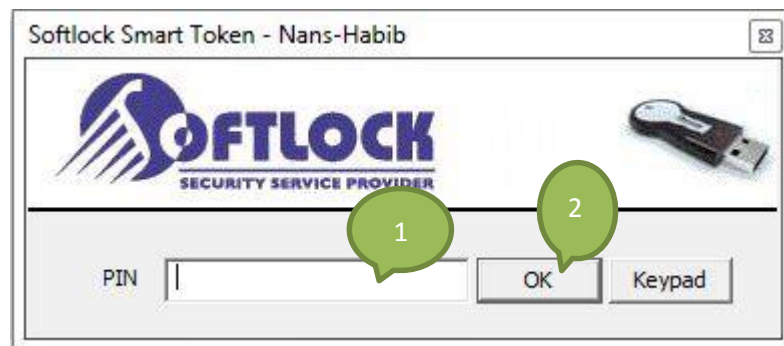 Softlock Smart Token - Nans-Habib
SOFTLOCK
SECURITY SERVICE PROVIDER
1
2
PIN
OK
Keypad